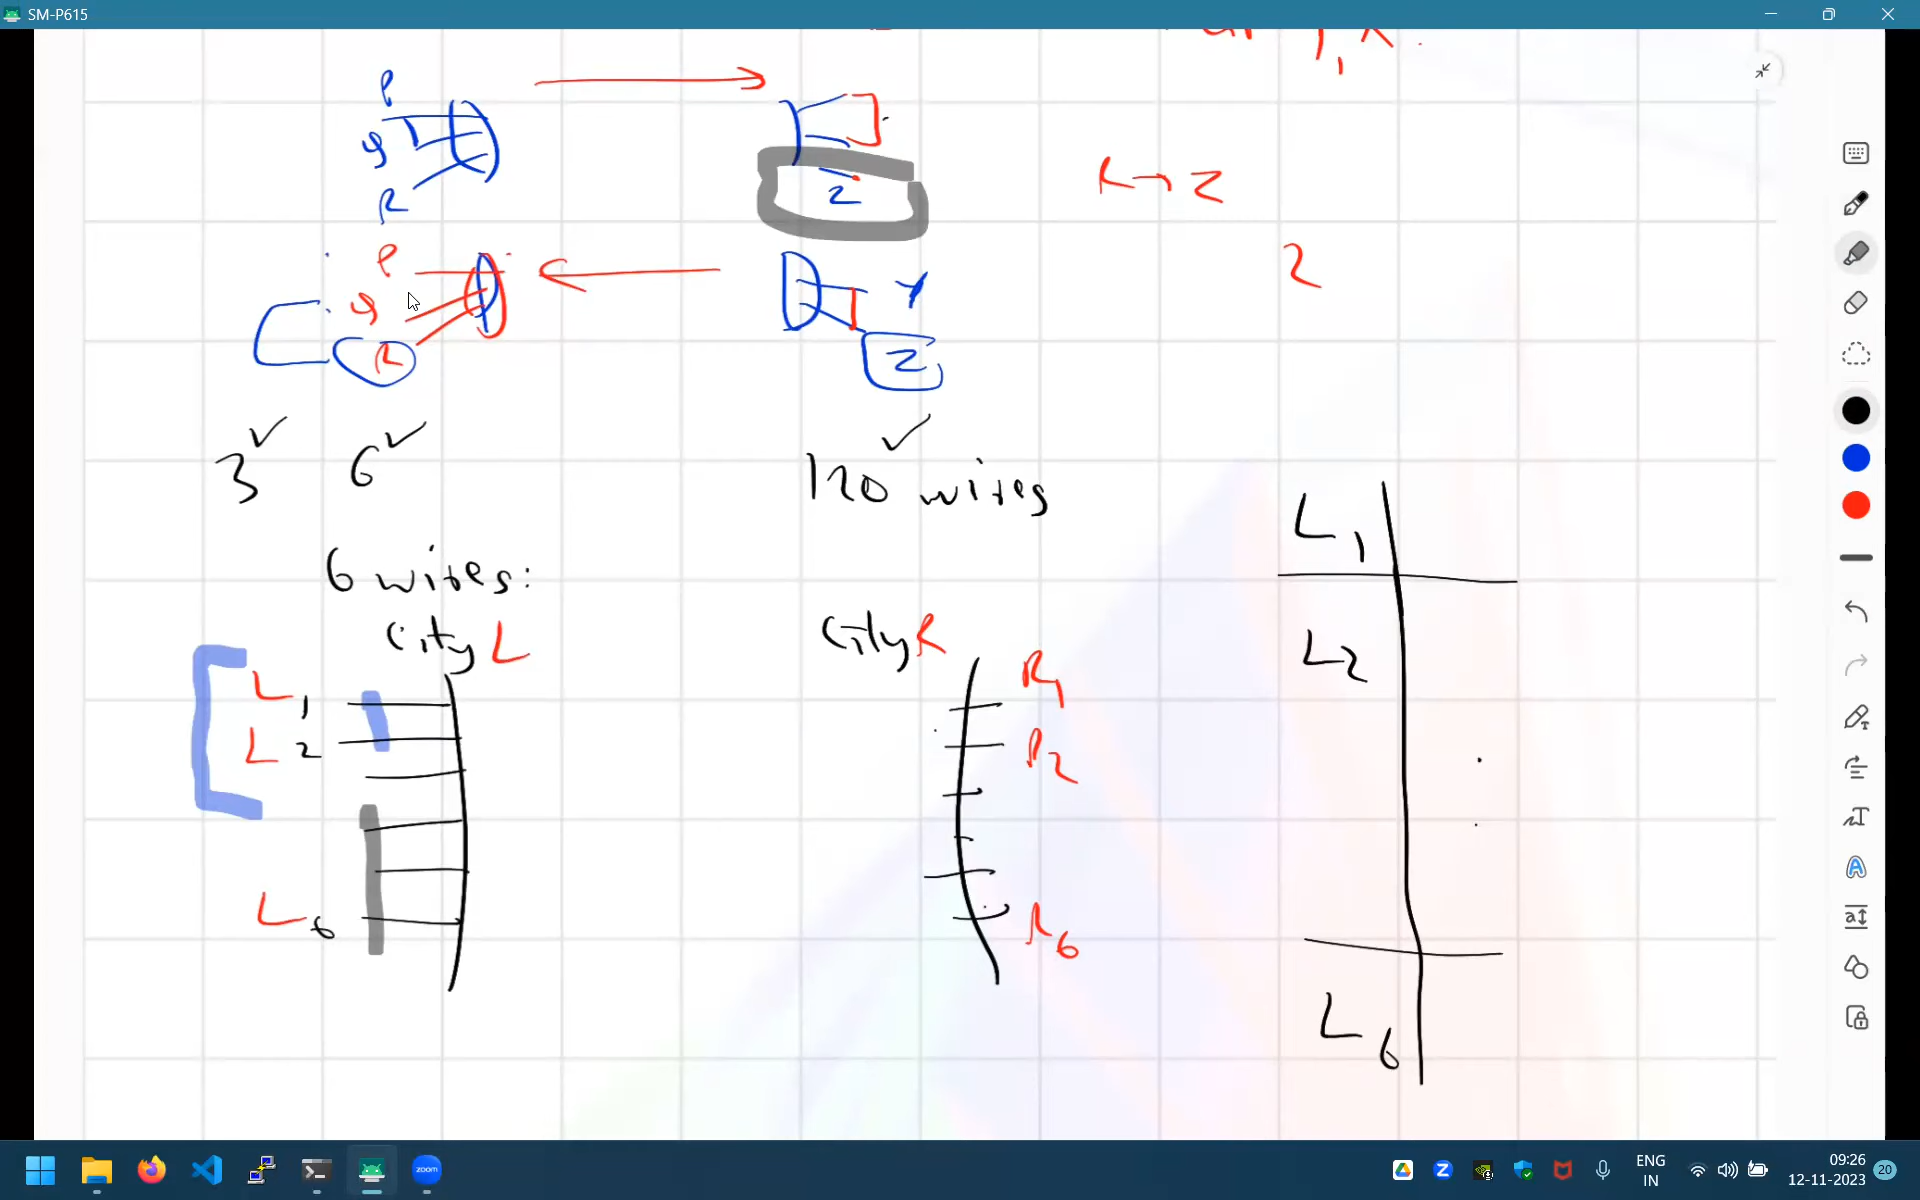 SM-P615
P
Q
R
Z
R → Z
2
P
Q
R
Y
Z
3 ✓ 6 ✓
120 wires ✓
6 wires:
City L
City R
L1
L2
L6
R1
R2
R6
L1
L2
L6
zoom
ENG
IN
09:26
12-11-2023
20